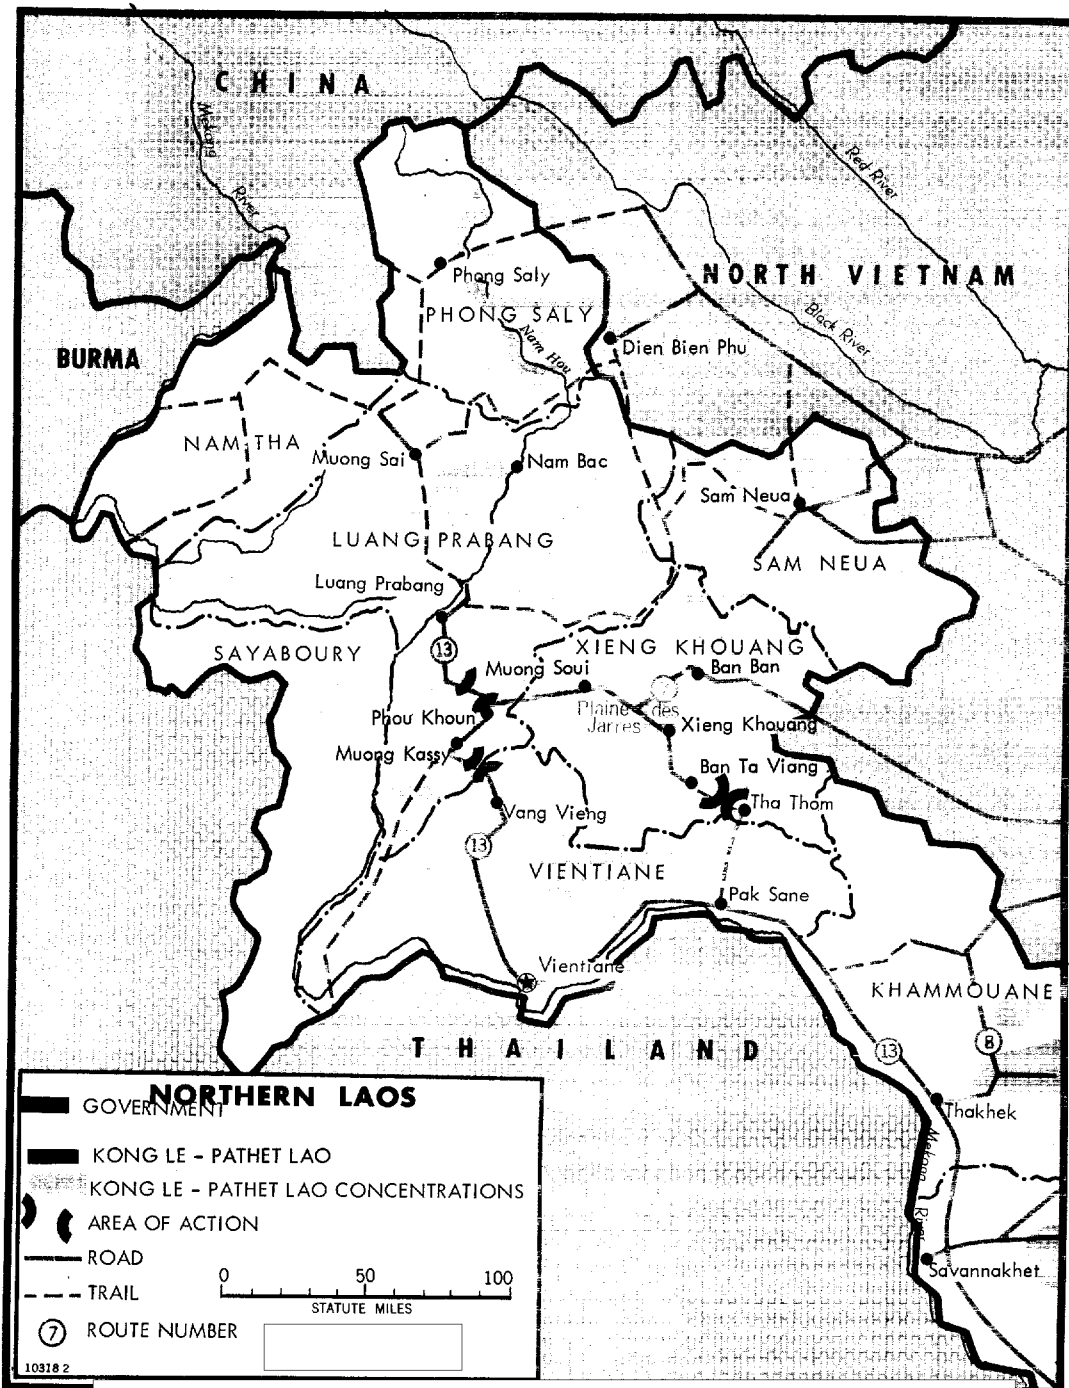 CHINA
Mekong
River
Red River
Phong Saly
NORTH VIETNAM
PHONG SALY
Black River
Nam Hou
BURMA
Dien Bien Phu
NAM THA
Muong Sai
Nam Bac
Sam Neua
LUANG PRABANG
SAM NEUA
Luang Prabang
13
SAYABOURY
XIENG KHOUANG
Muong Soui
Ban Ban
7
Plaine des
Jarres
Phou Khoun
Xieng Khouang
Muong Kassy
Ban Ta Viang
Tha Thom
Vang Vieng
13
VIENTIANE
Pak Sane
Vientiane
KHAMMOUANE
THAILAND
13
8
Thakhek
Mekong River
Savannakhet
NORTHERN LAOS
GOVERNMENT
KONG LE - PATHET LAO
KONG LE - PATHET LAO CONCENTRATIONS
AREA OF ACTION
ROAD
TRAIL
7 ROUTE NUMBER
0 50 100
STATUTE MILES
10318 2